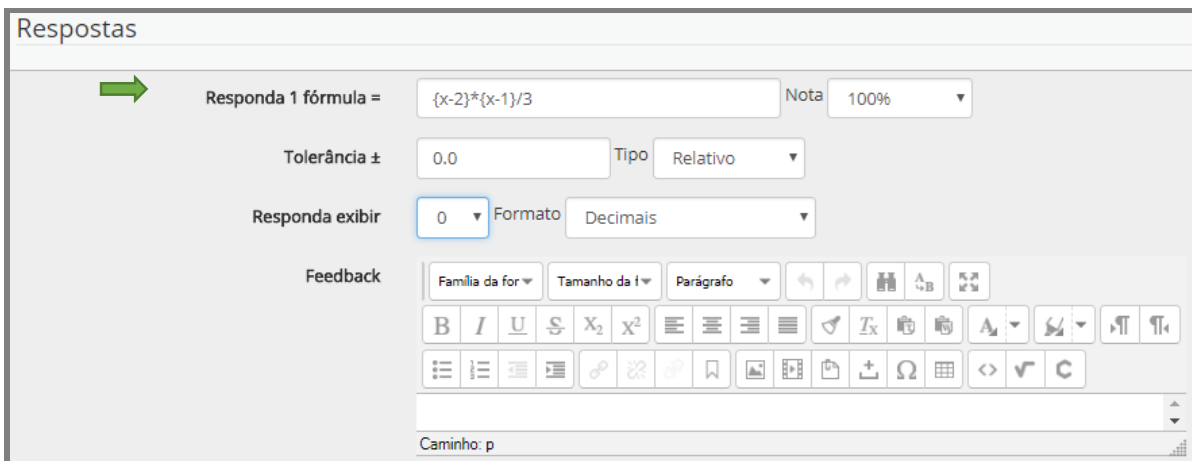 Respostas
Responda 1 fórmula = {x-2}*{x-1}/3 Nota 100%
Tolerância ± 0.0 Tipo Relativo
Responda exibir 0 Formato Decimais
Feedback Família da for Tamanho da f Parágrafo
Caminho: p